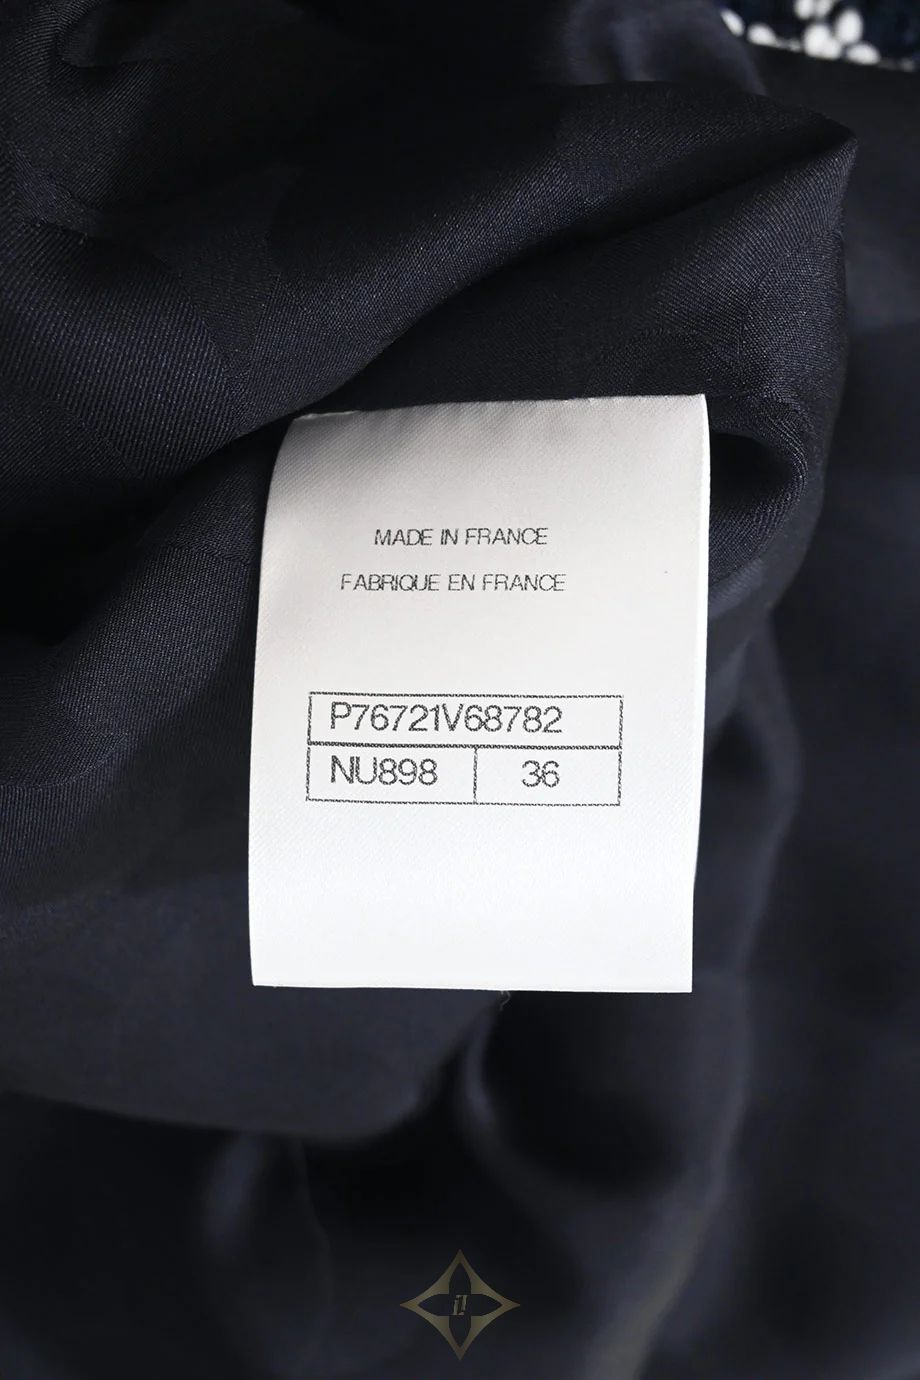 MADE IN FRANCE
FABRIQUE EN FRANCE
P76721V68782
NU898 36